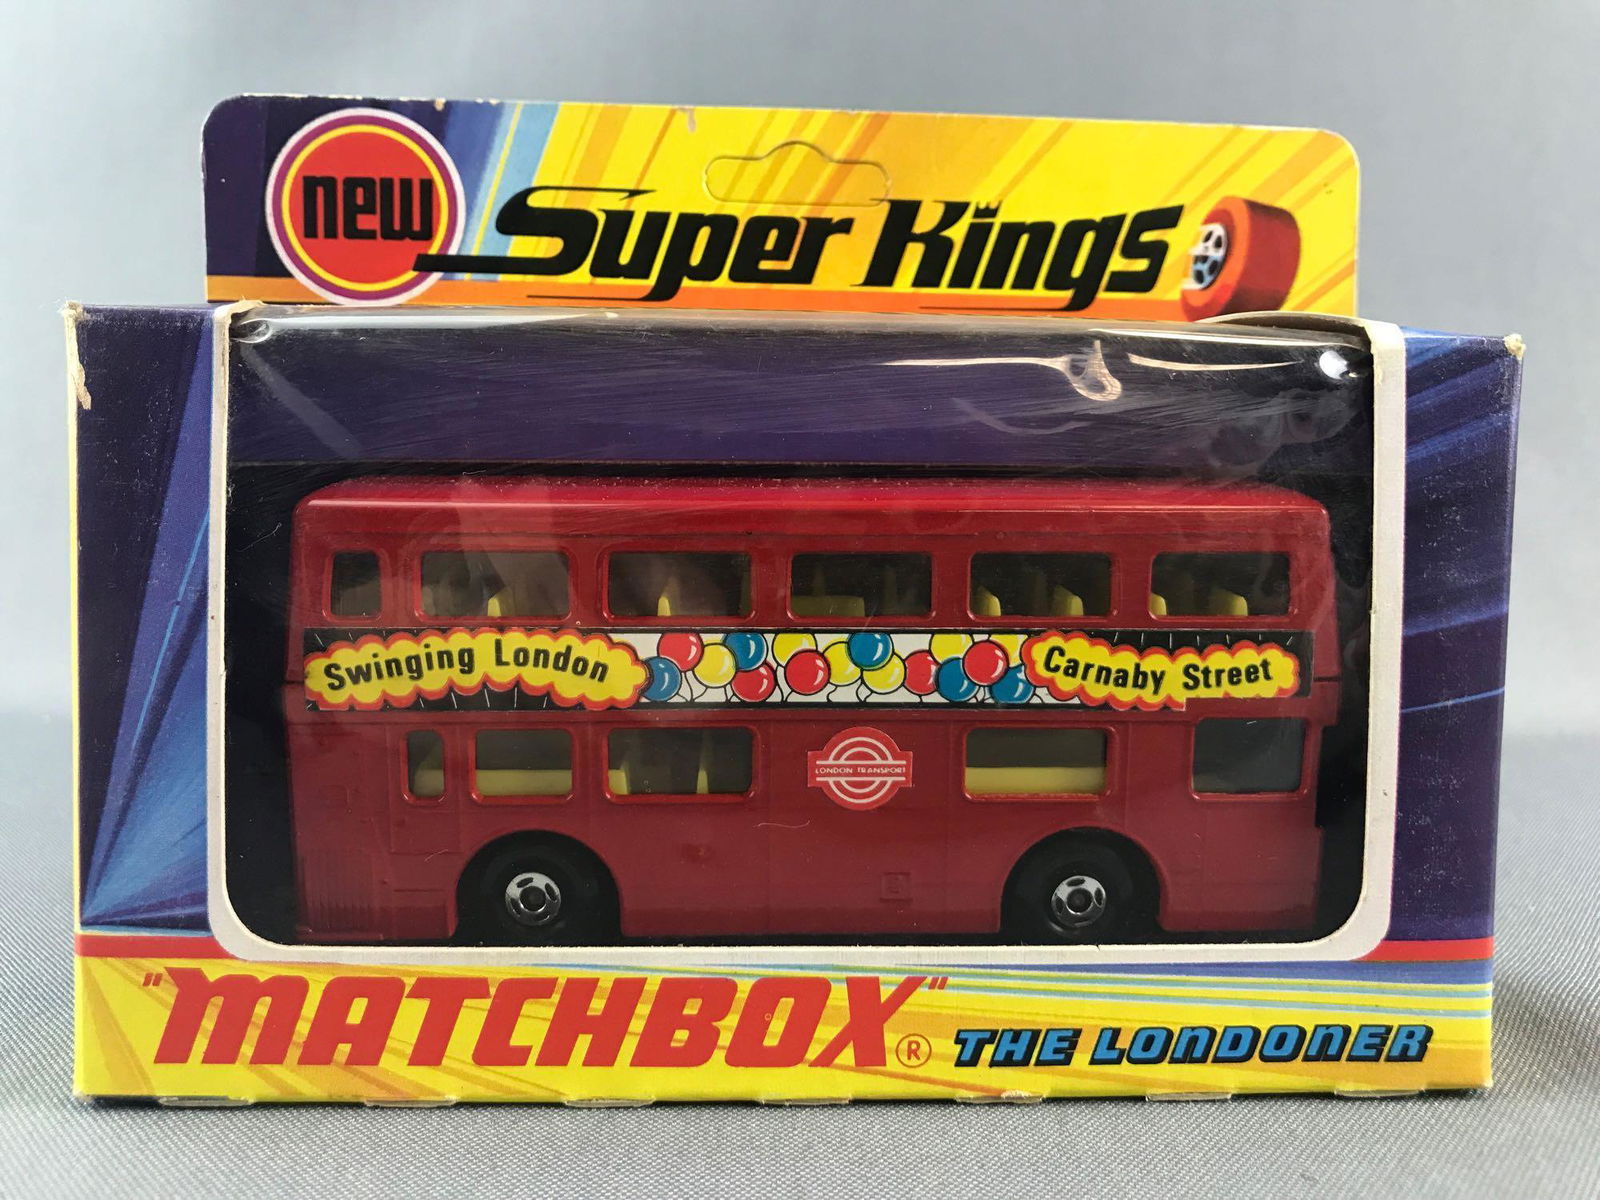 new
Super Kings
Swinging London
Carnaby Street
LONDON TRANSPORT
"MATCHBOX"®
THE LONDONER